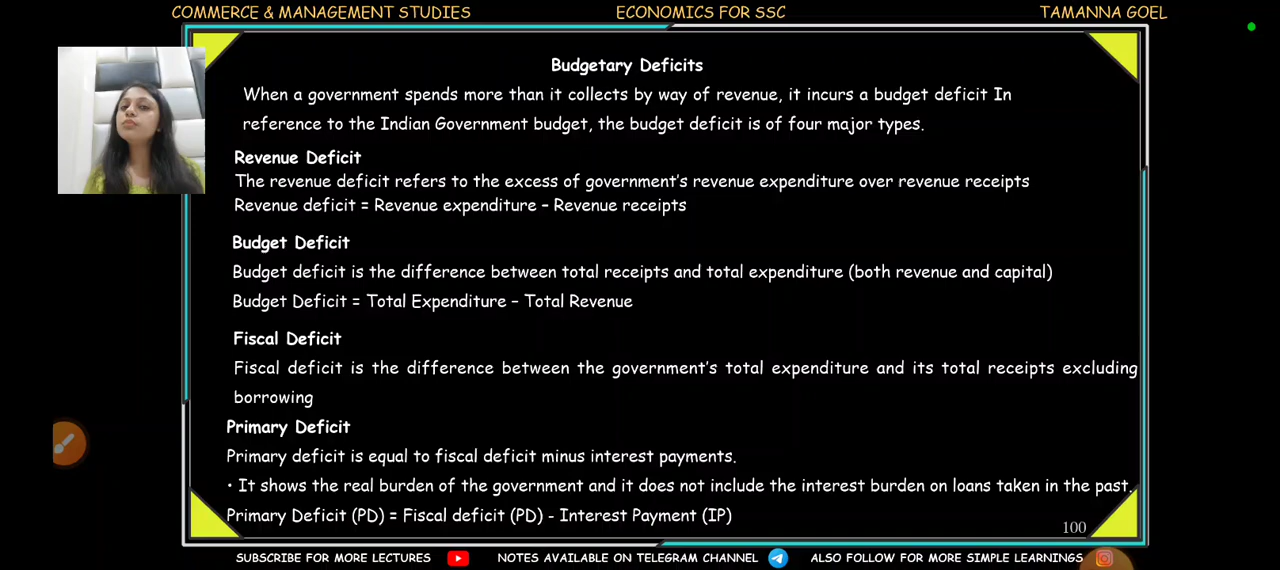 COMMERCE & MANAGEMENT STUDIES ECONOMICS FOR SSC TAMANNA GOEL
Budgetary Deficits
When a government spends more than it collects by way of revenue, it incurs a budget deficit In
reference to the Indian Government budget, the budget deficit is of four major types.
Revenue Deficit
The revenue deficit refers to the excess of government's revenue expenditure over revenue receipts
Revenue deficit = Revenue expenditure – Revenue receipts
Budget Deficit
Budget deficit is the difference between total receipts and total expenditure (both revenue and capital)
Budget Deficit = Total Expenditure – Total Revenue
Fiscal Deficit
Fiscal deficit is the difference between the government's total expenditure and its total receipts excluding
borrowing
Primary Deficit
Primary deficit is equal to fiscal deficit minus interest payments.
• It shows the real burden of the government and it does not include the interest burden on loans taken in the past.
Primary Deficit (PD) = Fiscal deficit (PD) - Interest Payment (IP)
100
SUBSCRIBE FOR MORE LECTURES NOTES AVAILABLE ON TELEGRAM CHANNEL ALSO FOLLOW FOR MORE SIMPLE LEARNINGS